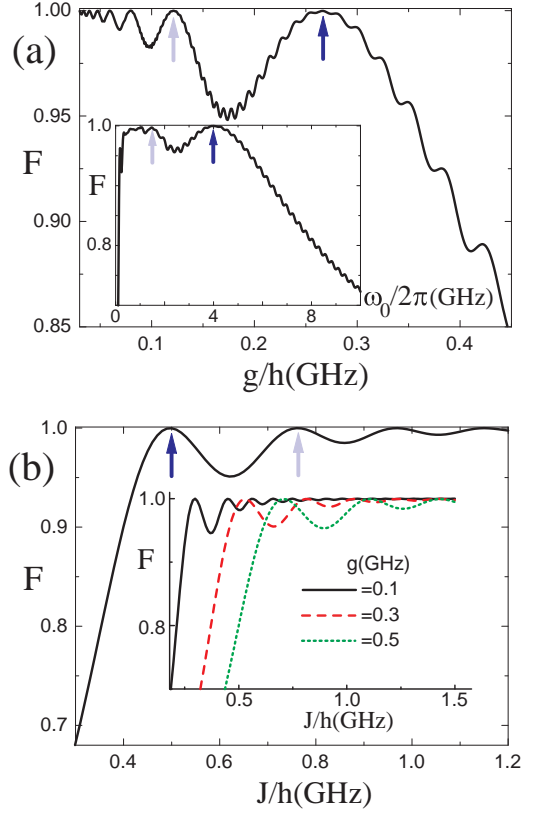 (a)
F
1.00
0.95
0.90
0.85
0.1 0.2 0.3 0.4
g/h(GHz)
F
1.0
0.8
0 4 8
ω0/2π(GHz)
(b)
F
1.0
0.9
0.8
0.7
0.4 0.6 0.8 1.0 1.2
J/h(GHz)
F
1.0
0.8
0.5 1.0 1.5
J/h(GHz)
g(GHz)
=0.1
=0.3
=0.5